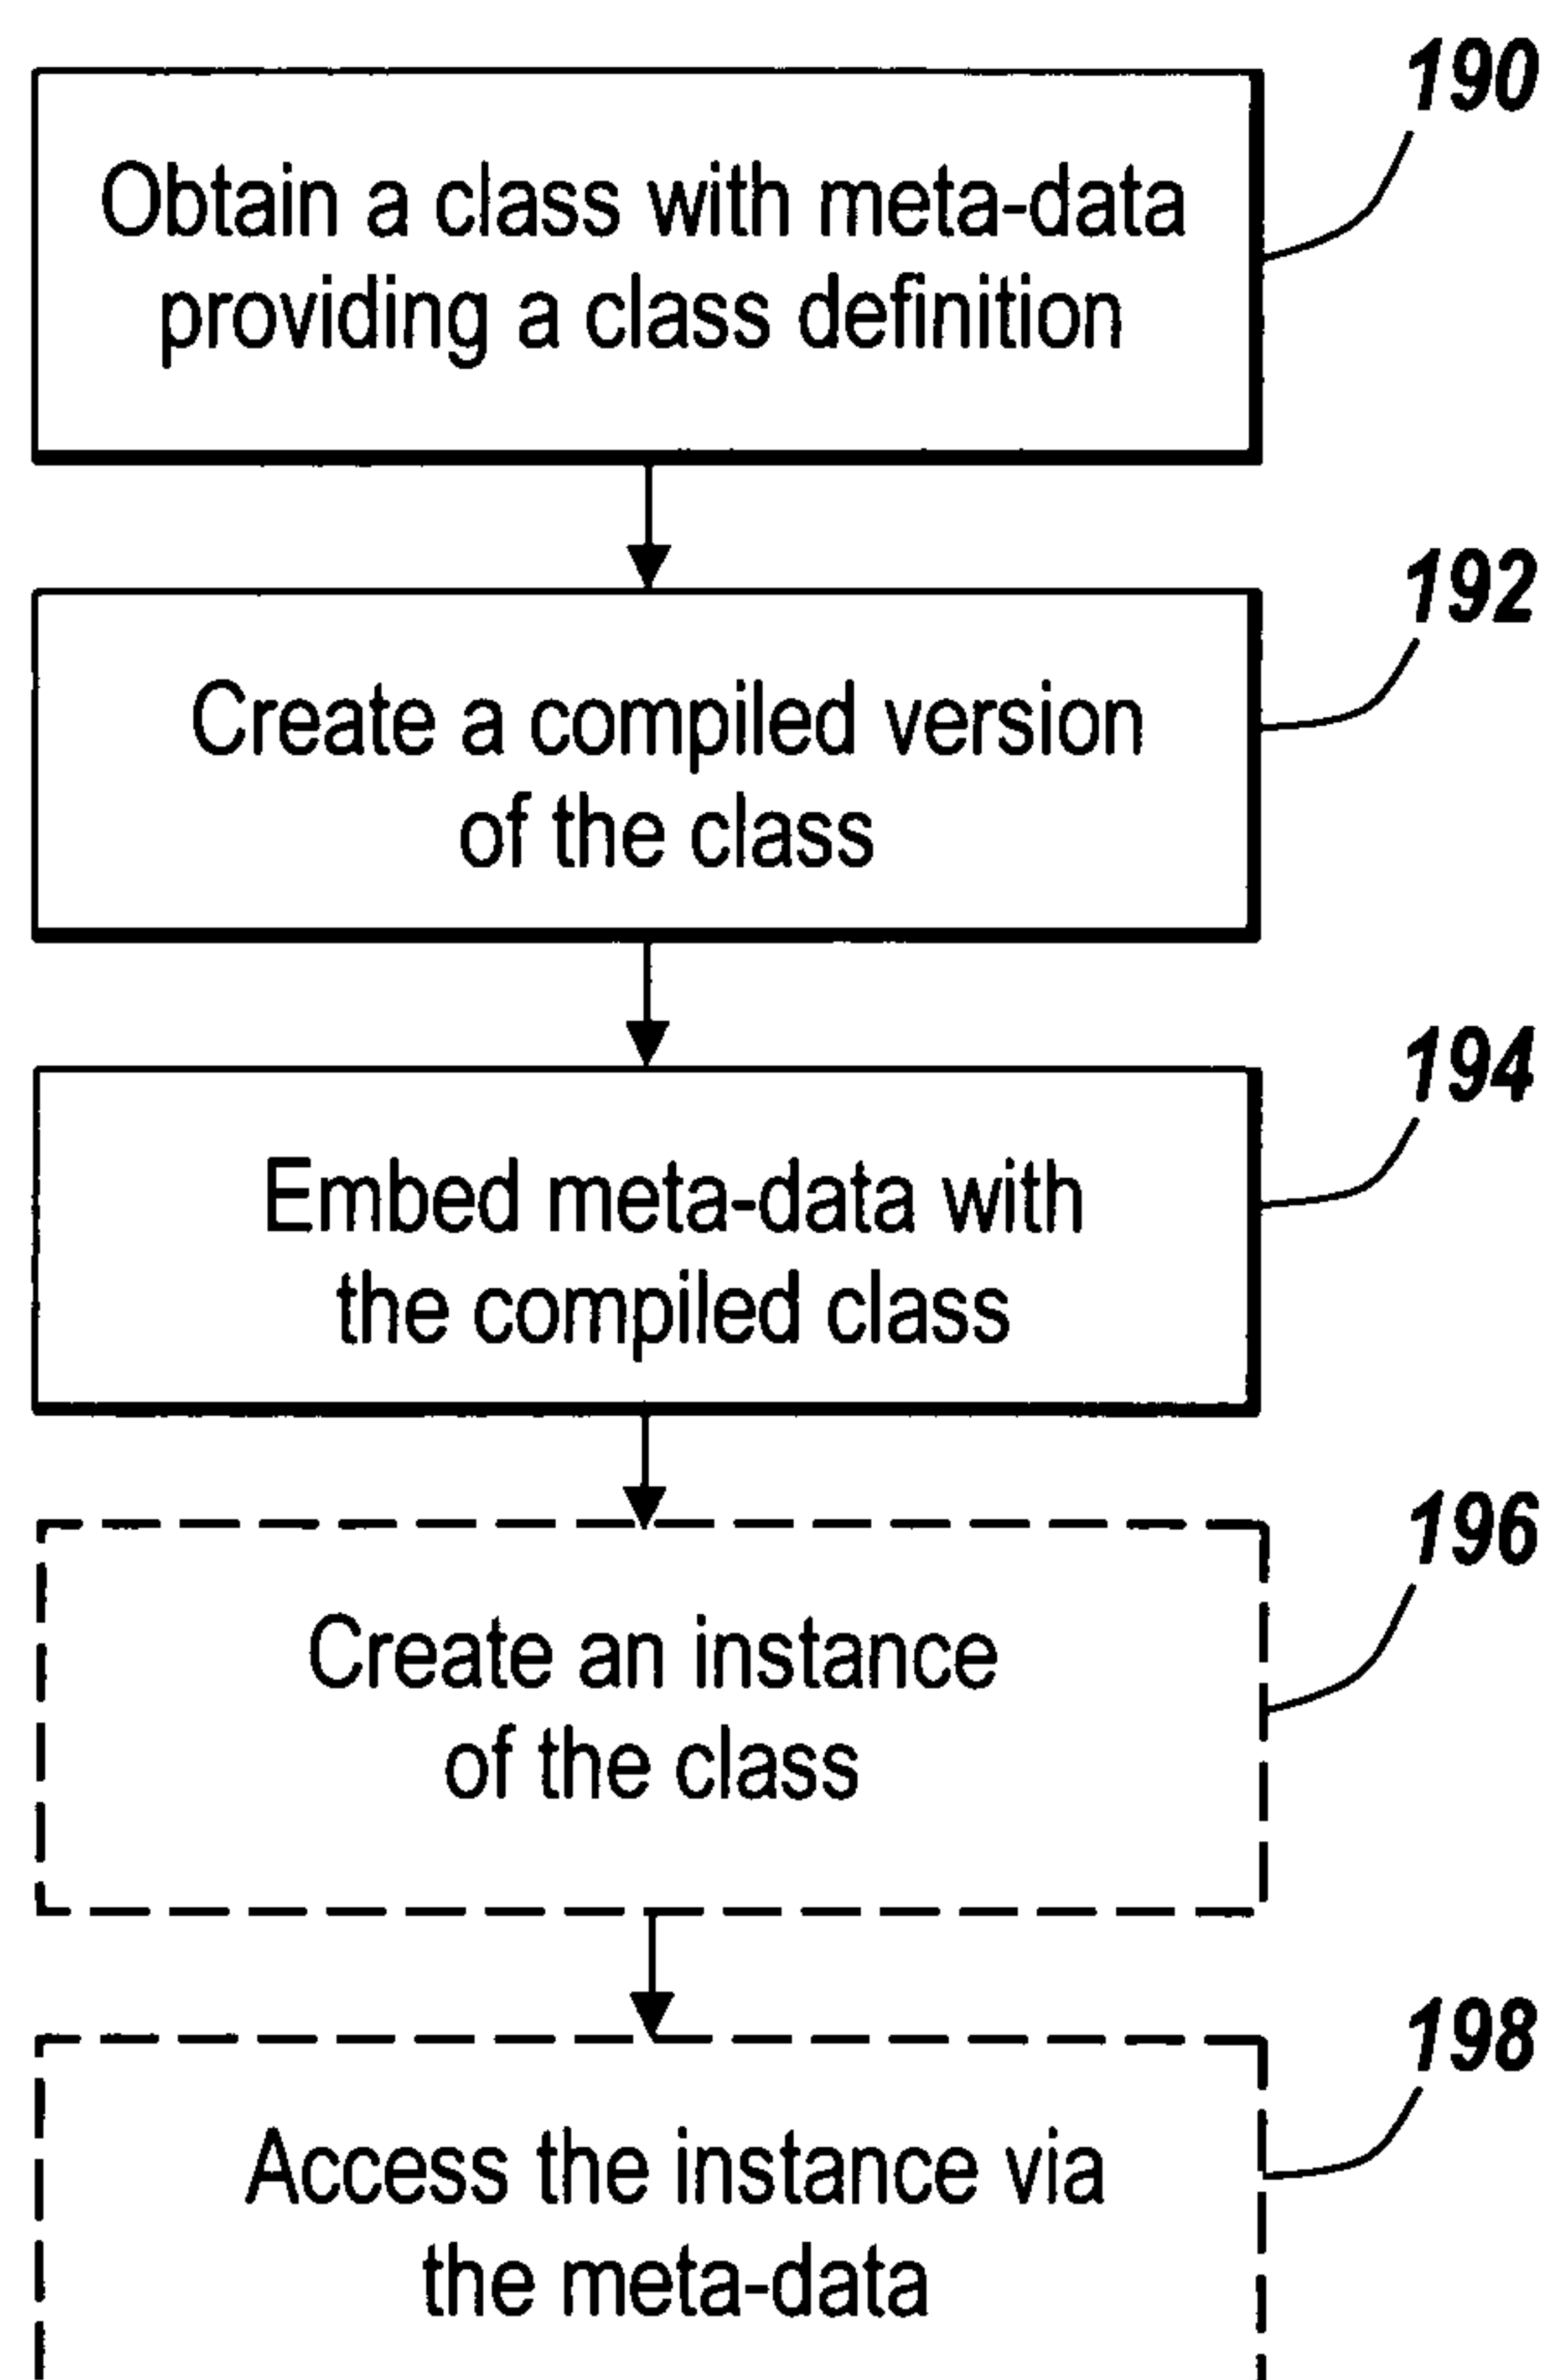 190
Obtain a class with meta-data
providing a class definition
192
Create a compiled version
of the class
194
Embed meta-data with
the compiled class
196
Create an instance
of the class
198
Access the instance via
the meta-data